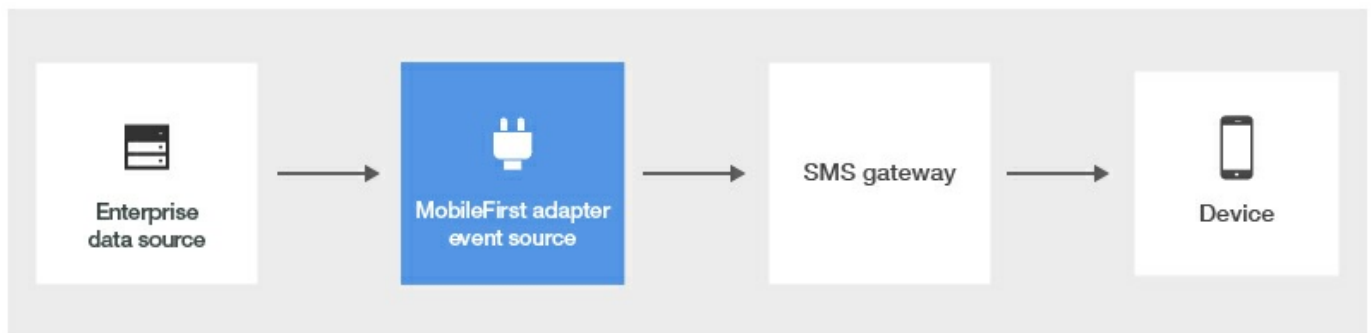 Enterprise
data source
MobileFirst adapter
event source
SMS gateway
Device